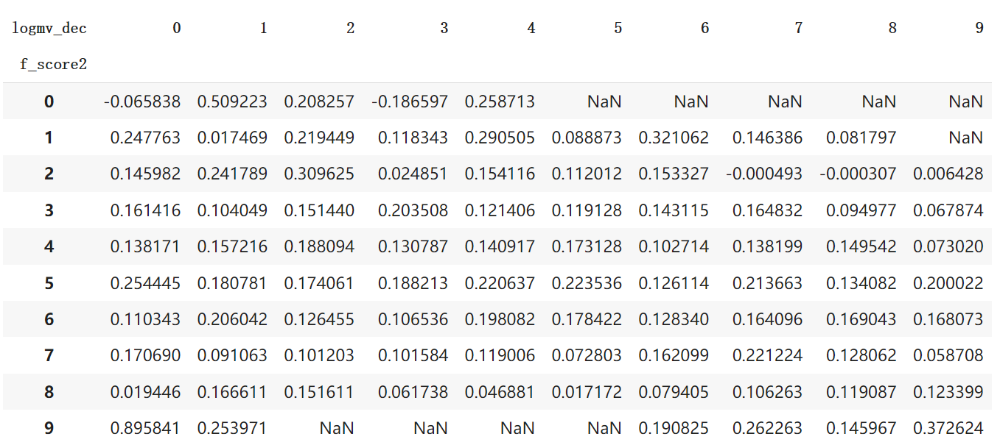 logmv_dec 0 1 2 3 4 5 6 7 8 9
f_score2
0 -0.065838 0.509223 0.208257 -0.186597 0.258713 NaN NaN NaN NaN NaN
1 0.247763 0.017469 0.219449 0.118343 0.290505 0.088873 0.321062 0.146386 0.081797 NaN
2 0.145982 0.241789 0.309625 0.024851 0.154116 0.112012 0.153327 -0.000493 -0.000307 0.006428
3 0.161416 0.104049 0.151440 0.203508 0.121406 0.119128 0.143115 0.164832 0.094977 0.067874
4 0.138171 0.157216 0.188094 0.130787 0.140917 0.173128 0.102714 0.138199 0.149542 0.073020
5 0.254445 0.180781 0.174061 0.188213 0.220637 0.223536 0.126114 0.213663 0.134082 0.200022
6 0.110343 0.206042 0.126455 0.106536 0.198082 0.178422 0.128340 0.164096 0.169043 0.168073
7 0.170690 0.091063 0.101203 0.101584 0.119006 0.072803 0.162099 0.221224 0.128062 0.058708
8 0.019446 0.166611 0.151611 0.061738 0.046881 0.017172 0.079405 0.106263 0.119087 0.123399
9 0.895841 0.253971 NaN NaN NaN NaN 0.190825 0.262263 0.145967 0.372624